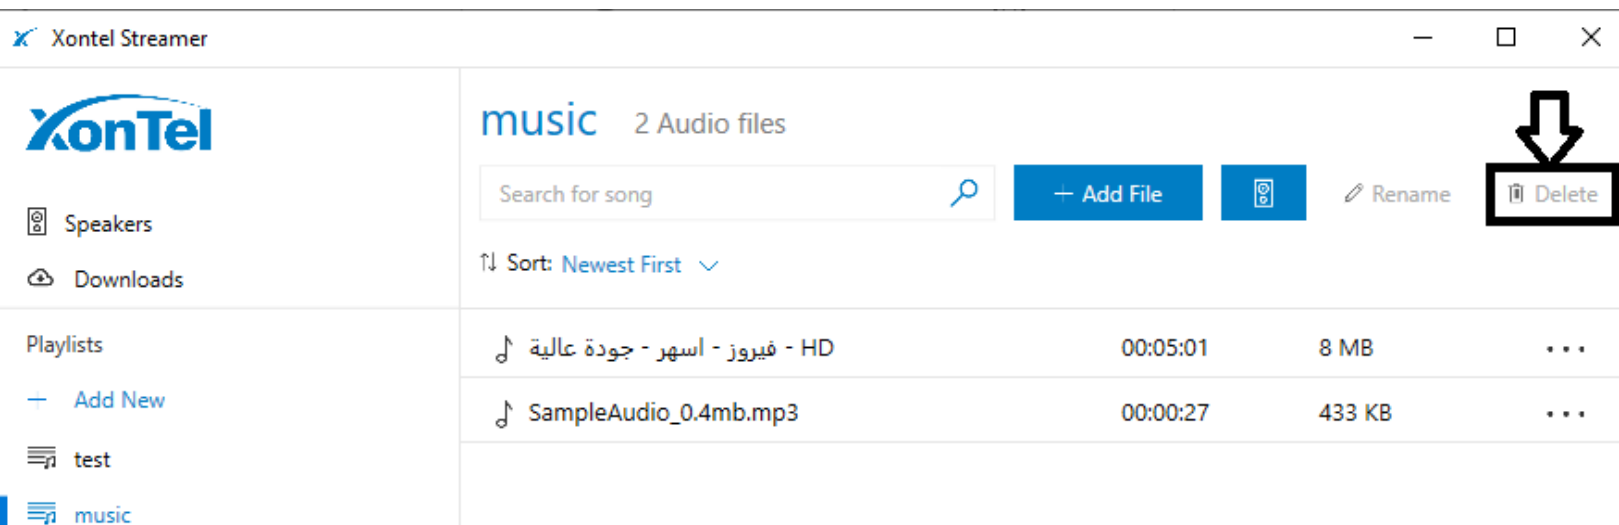 Xontel Streamer
XonTel
Speakers
Downloads
Playlists
+ Add New
test
music
music 2 Audio files
Search for song
+ Add File
Rename
Delete
Sort: Newest First
فيروز - اسهر - جودة عالية - HD 00:05:01 8 MB
SampleAudio_0.4mb.mp3 00:00:27 433 KB